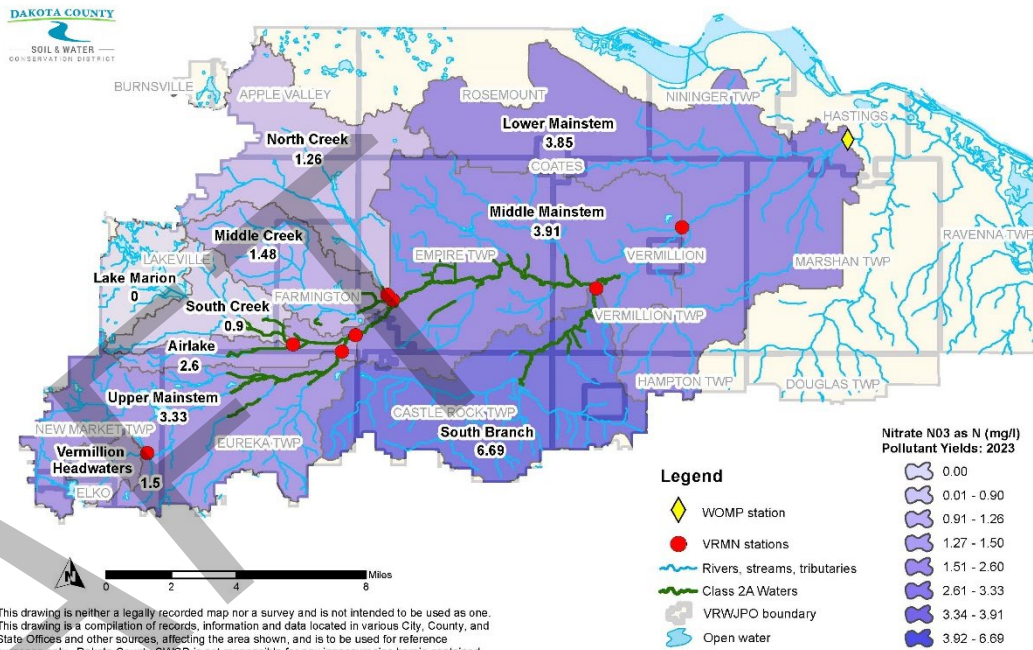 DAKOTA COUNTY
SOIL & WATER
CONSERVATION DISTRICT
BURNSVILLE
APPLE VALLEY
ROSEMOUNT
NININGER TWP
HASTINGS
North Creek
1.26
Lower Mainstem
3.85
COATES
Middle Creek
1.48
LAKEVILLE
Middle Mainstem
3.91
EMPIRE TWP
VERMILLION
RAVENNA TWP
MARSHAN TWP
Lake Marion
0
South Creek
0.9
FARMINGTON
VERMILLION TWP
Airlake
2.6
Upper Mainstem
3.33
HAMPTON TWP
DOUGLAS TWP
NEW MARKET TWP
EUREKA TWP
CASTLE ROCK TWP
South Branch
6.69
Vermillion
Headwaters
1.5
ELKO
N
0 2 4 8 Miles
Legend
WOMP station
VRMN stations
Rivers, streams, tributaries
Class 2A Waters
VRWJPO boundary
Open water
Nitrate N03 as N (mg/l)
Pollutant Yields: 2023
0.00
0.01 - 0.90
0.91 - 1.26
1.27 - 1.50
1.51 - 2.60
2.61 - 3.33
3.34 - 3.91
3.92 - 6.69
This drawing is neither a legally recorded map nor a survey and is not intended to be used as one.
This drawing is a compilation of records, information and data located in various City, County, and
State Offices and other sources, affecting the area shown, and is to be used for reference